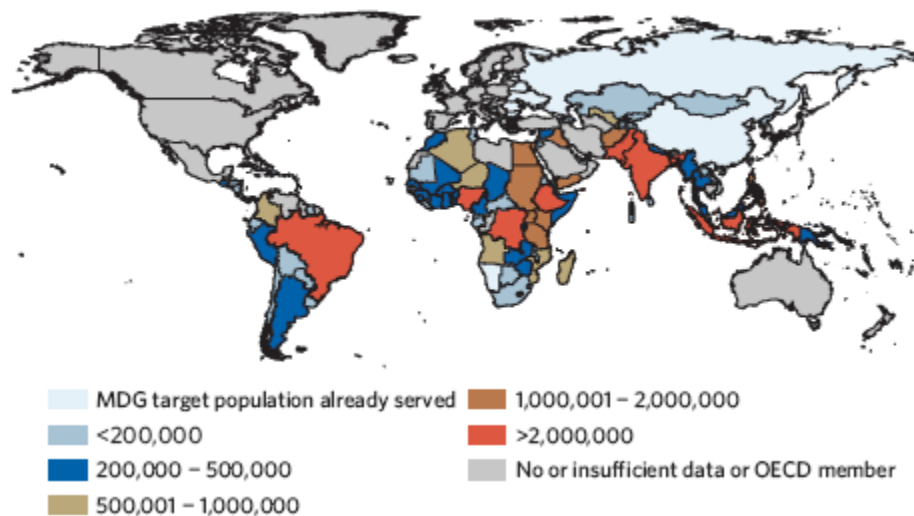 MDG target population already served
<200,000
200,000 – 500,000
500,001 – 1,000,000
1,000,001 – 2,000,000
>2,000,000
No or insufficient data or OECD member